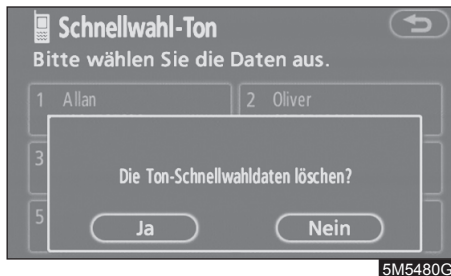 Schnellwahl-Ton
Bitte wählen Sie die Daten aus.
1 Allan 2 Oliver
3
Die Ton-Schnellwahldaten löschen?
5
Ja Nein
5M5480G